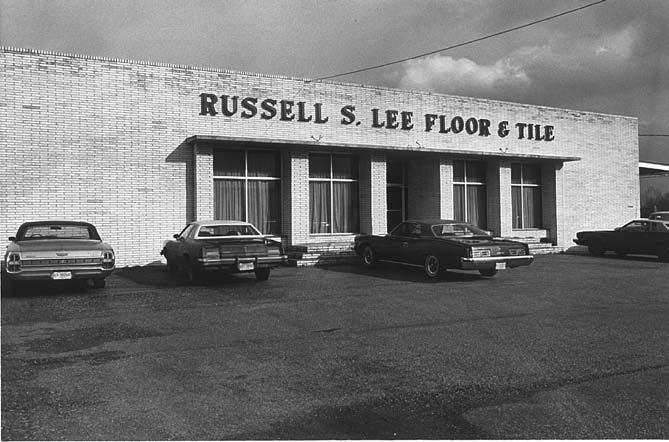 RUSSELL S. LEE FLOOR & TILE